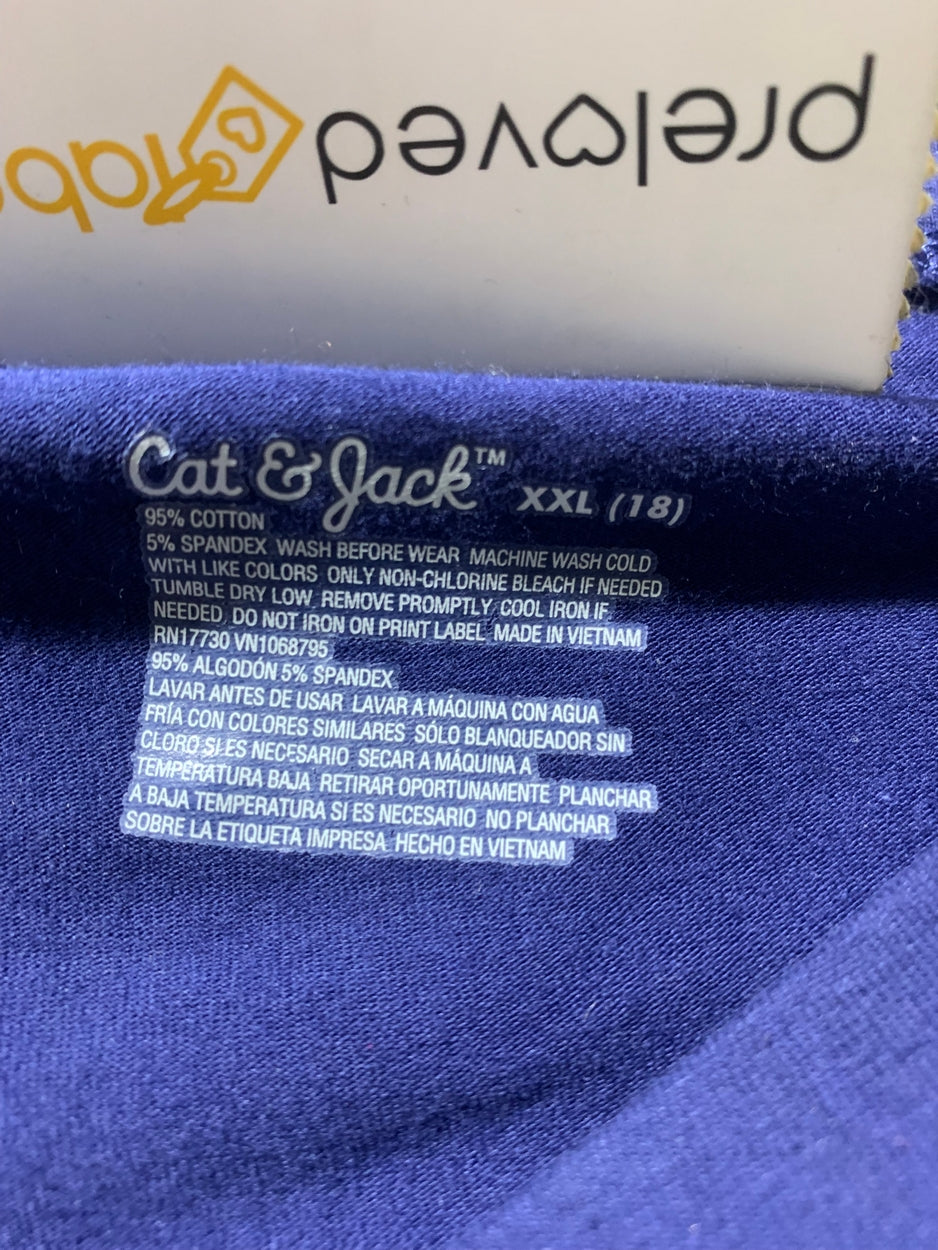 preloved
Cat & Jack™ XXL (18)
95% COTTON
5% SPANDEX WASH BEFORE WEAR MACHINE WASH COLD
WITH LIKE COLORS ONLY NON-CHLORINE BLEACH IF NEEDED
TUMBLE DRY LOW REMOVE PROMPTLY COOL IRON IF
NEEDED DO NOT IRON ON PRINT LABEL MADE IN VIETNAM
RN17730 VN1068795
95% ALGODÓN 5% SPANDEX
LAVAR ANTES DE USAR LAVAR A MÁQUINA CON AGUA
FRÍA CON COLORES SIMILARES SÓLO BLANQUEADOR SIN
CLORO SI ES NECESARIO SECAR A MÁQUINA A
TEMPERATURA BAJA RETIRAR OPORTUNAMENTE PLANCHAR
A BAJA TEMPERATURA SI ES NECESARIO NO PLANCHAR
SOBRE LA ETIQUETA IMPRESA HECHO EN VIETNAM